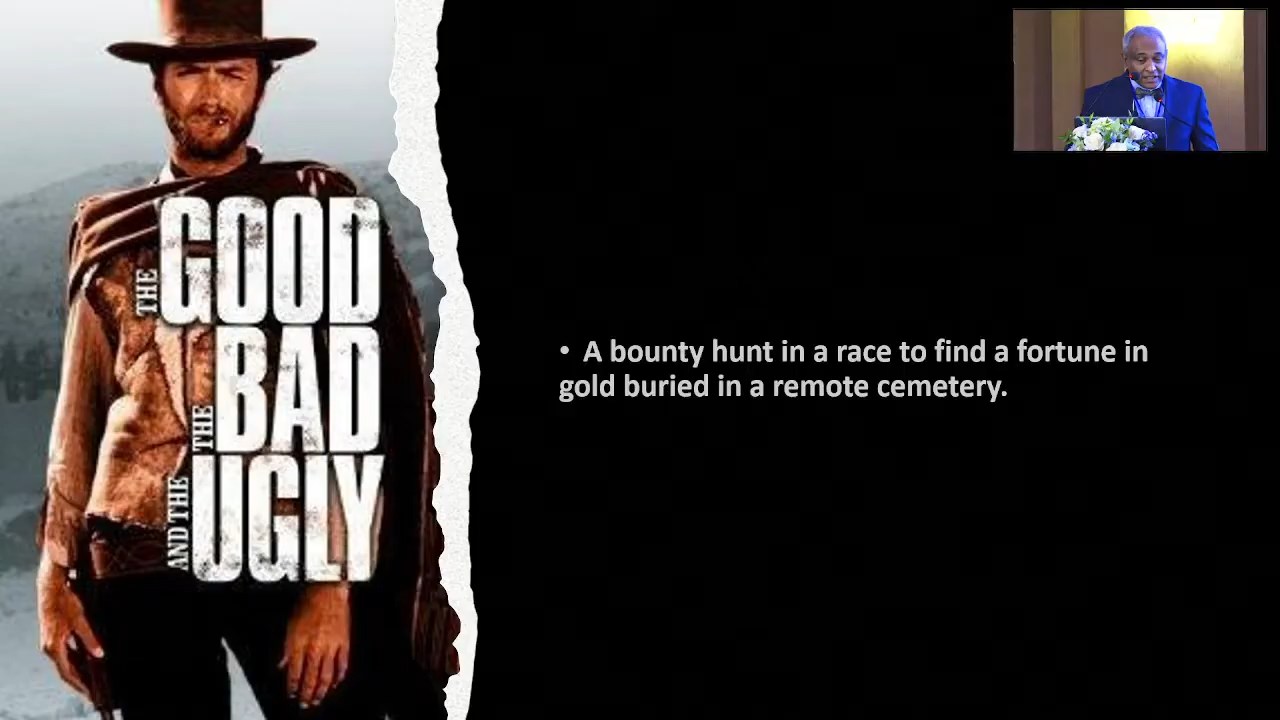 THE GOOD
THE BAD
AND THE UGLY
• A bounty hunt in a race to find a fortune in
gold buried in a remote cemetery.